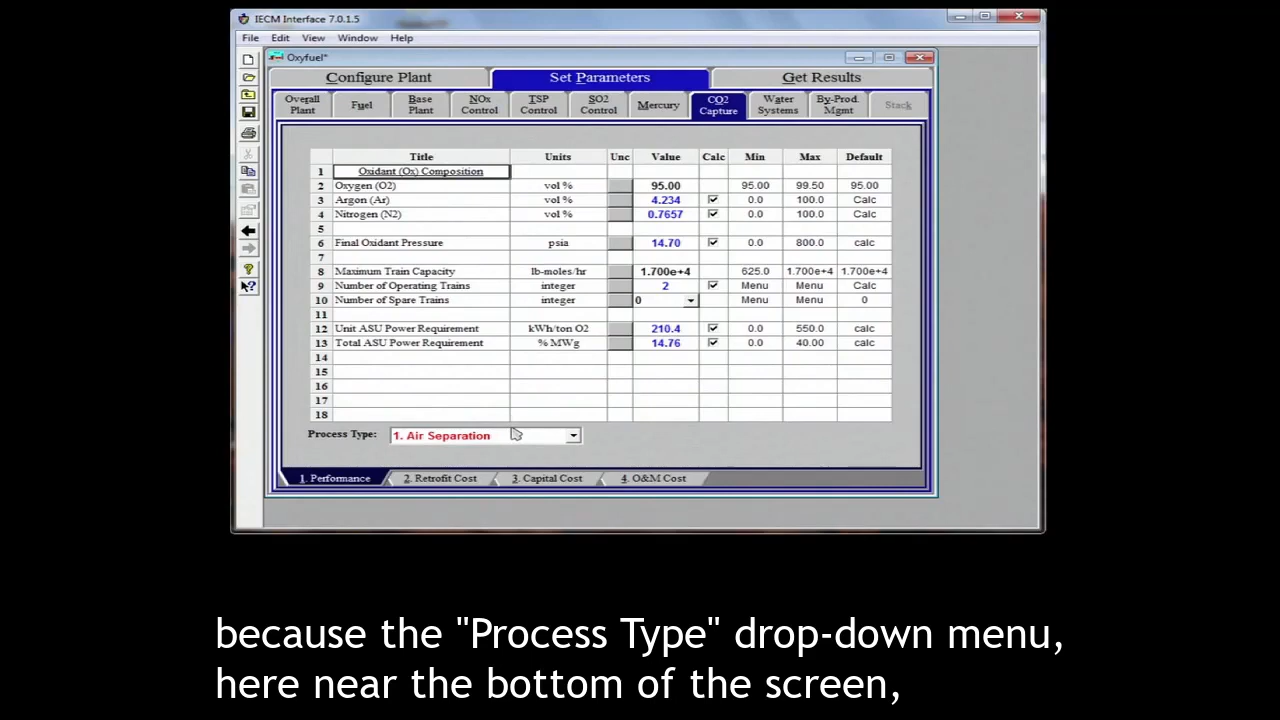 IECM Interface 7.0.1.5
File Edit View Window Help
Oxyfuel*
Configure Plant Set Parameters Get Results
Overall Plant Fuel Base Plant NOx Control TSP Control SO2 Control Mercury CO2 Capture Water Systems By-Prod. Mgmt Stack
Title Units Unc Value Calc Min Max Default
1 Oxidant (Ox) Composition
2 Oxygen (O2) vol % 95.00 95.00 99.50 95.00
3 Argon (Ar) vol % 4.234 0.0 100.0 Calc
4 Nitrogen (N2) vol % 0.7657 0.0 100.0 Calc
5
6 Final Oxidant Pressure psia 14.70 0.0 800.0 calc
7
8 Maximum Train Capacity lb-moles/hr 1.700e+4 625.0 1.700e+4 1.700e+4
9 Number of Operating Trains integer 2 Menu Menu Calc
10 Number of Spare Trains integer 0 Menu Menu 0
11
12 Unit ASU Power Requirement kWh/ton O2 210.4 0.0 550.0 calc
13 Total ASU Power Requirement % MWg 14.76 0.0 40.00 calc
14
15
16
17
18
Process Type: 1. Air Separation
1. Performance 2. Retrofit Cost 3. Capital Cost 4. O&M Cost
because the "Process Type" drop-down menu,
here near the bottom of the screen,